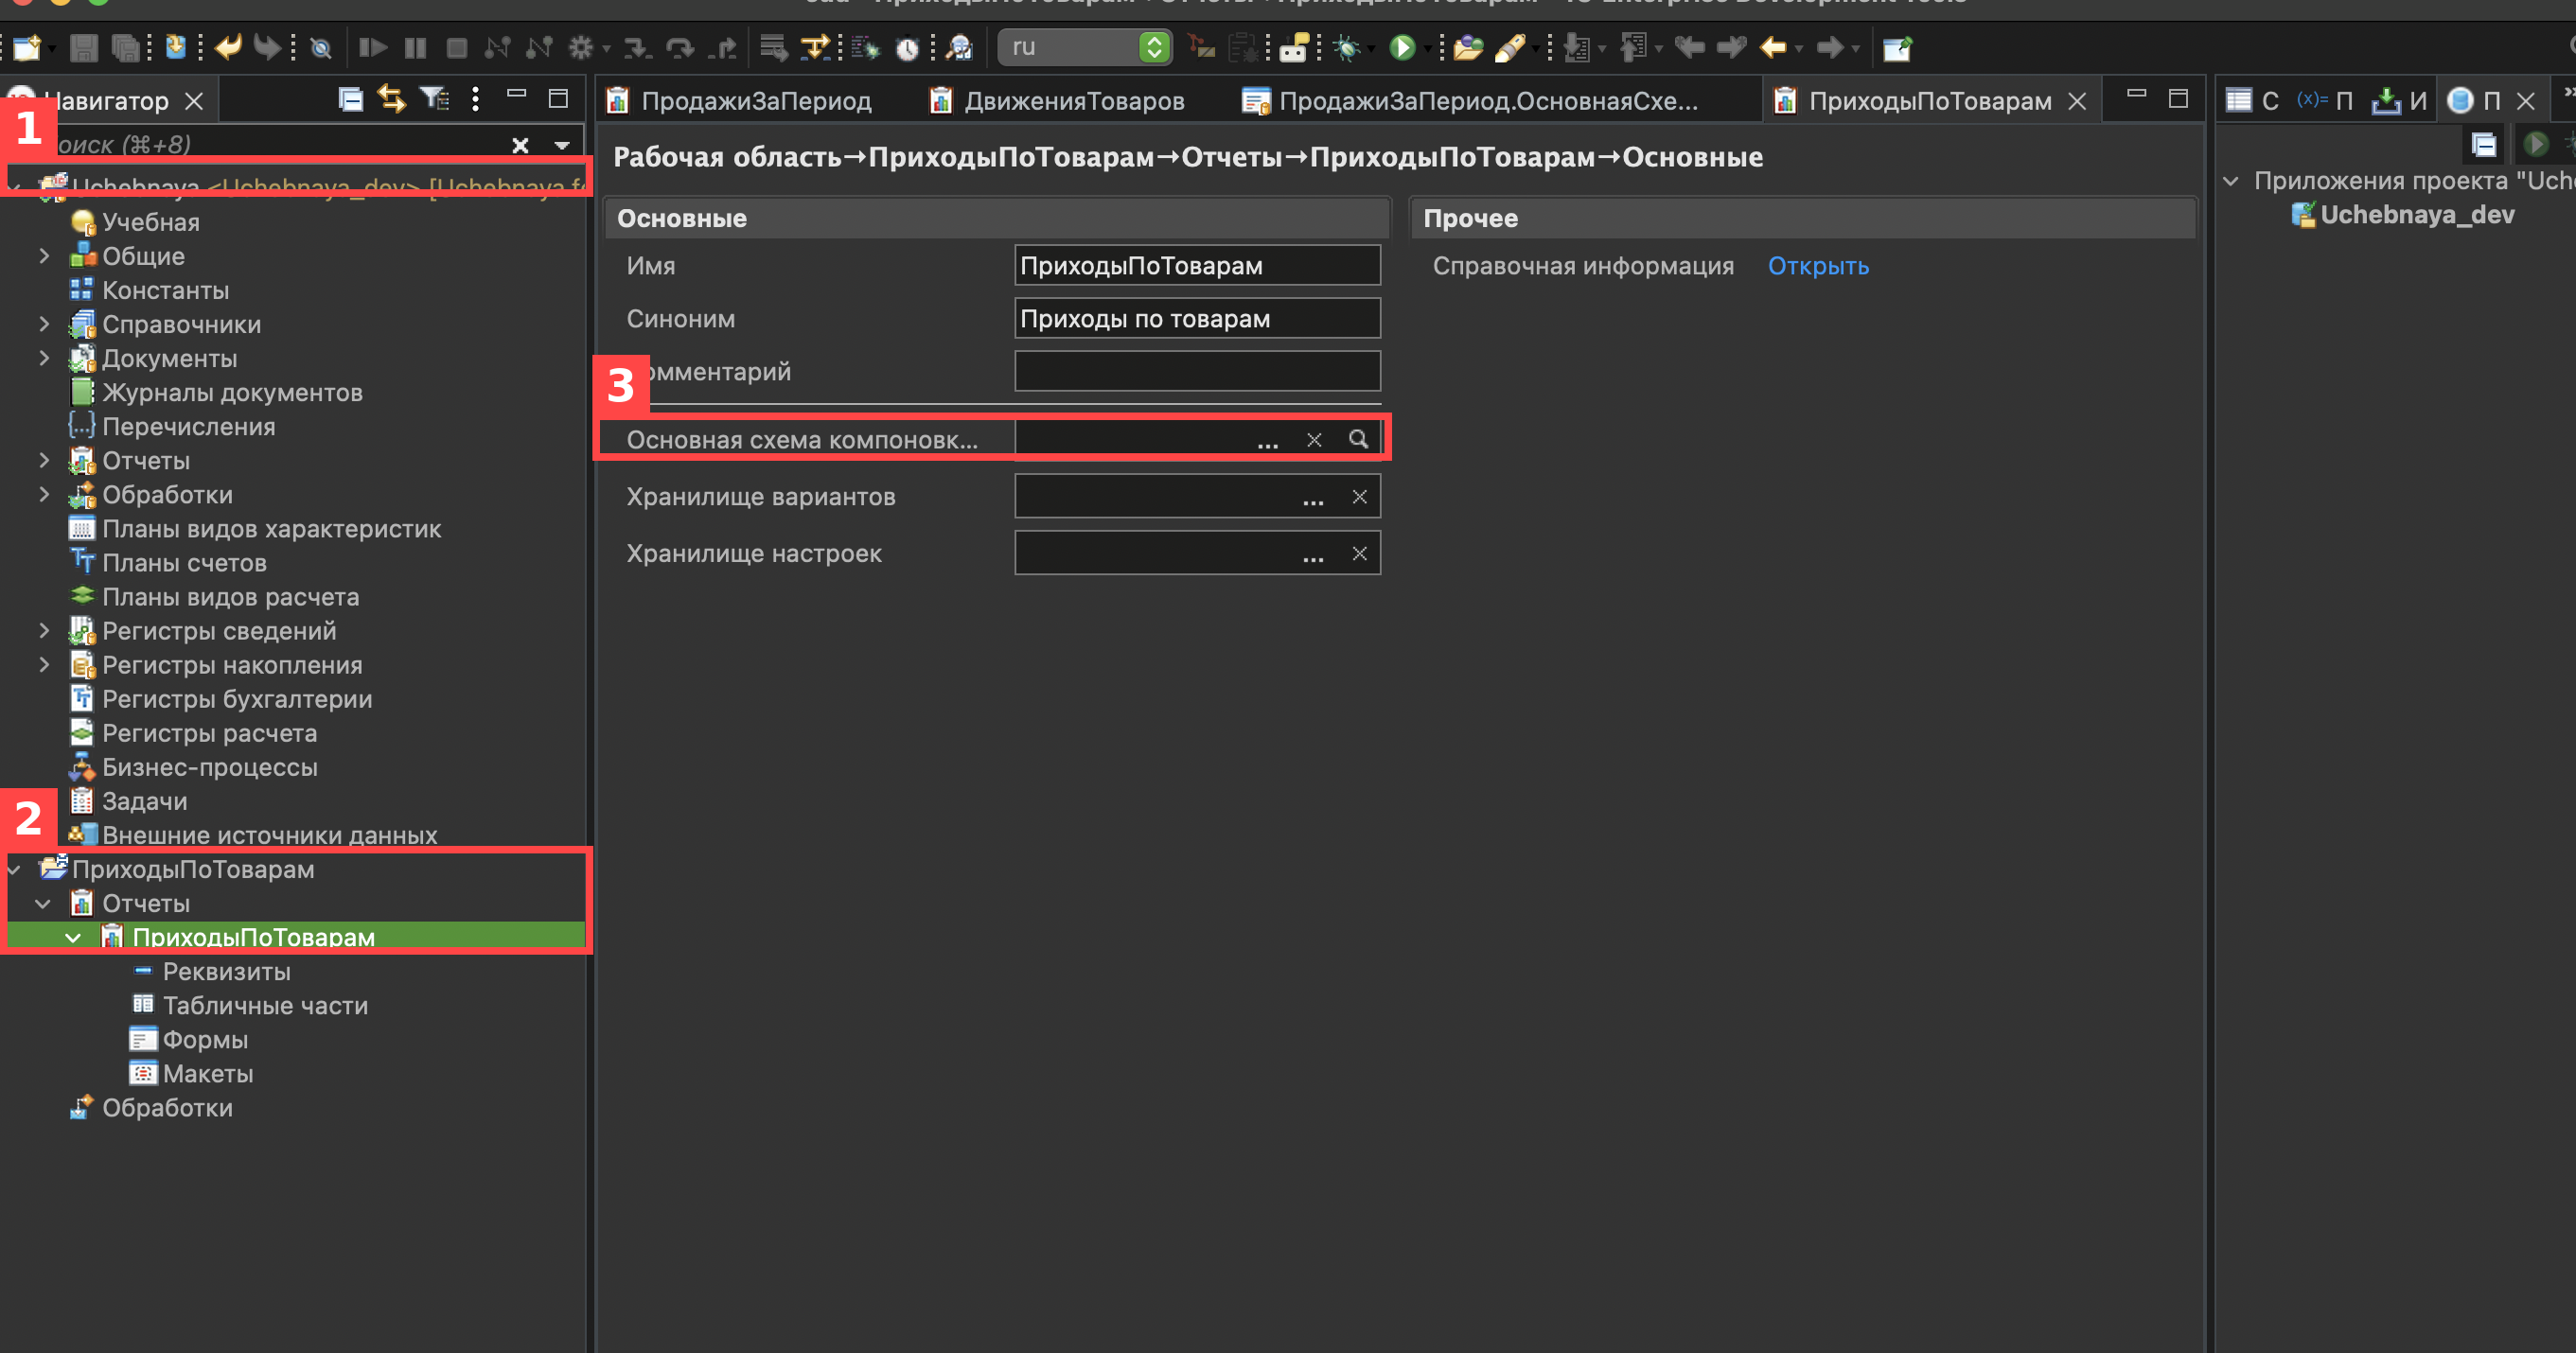 ru
Навигатор
ПродажиЗаПериод
ДвиженияТоваров
ПродажиЗаПериод.ОсновнаяСхе...
ПриходыПоТоварам
С
(x)= П
И
П
1
оиск (⌘+8)
Рабочая область→ПриходыПоТоварам→Отчеты→ПриходыПоТоварам→Основные
Uchebnaya <Uchebnaya_dev> [Uchebnaya.f
Приложения проекта "Uche
Uchebnaya_dev
Основные
Прочее
Имя
ПриходыПоТоварам
Справочная информация
Открыть
Синоним
Приходы по товарам
3
омментарий
Основная схема компоновк...
...
Хранилище вариантов
...
Хранилище настроек
...
Учебная
Общие
Константы
Справочники
Документы
Журналы документов
Перечисления
Отчеты
Обработки
Планы видов характеристик
Планы счетов
Планы видов расчета
Регистры сведений
Регистры накопления
Регистры бухгалтерии
Регистры расчета
Бизнес-процессы
Задачи
2
Внешние источники данных
ПриходыПоТоварам
Отчеты
ПриходыПоТоварам
Реквизиты
Табличные части
Формы
Макеты
Обработки